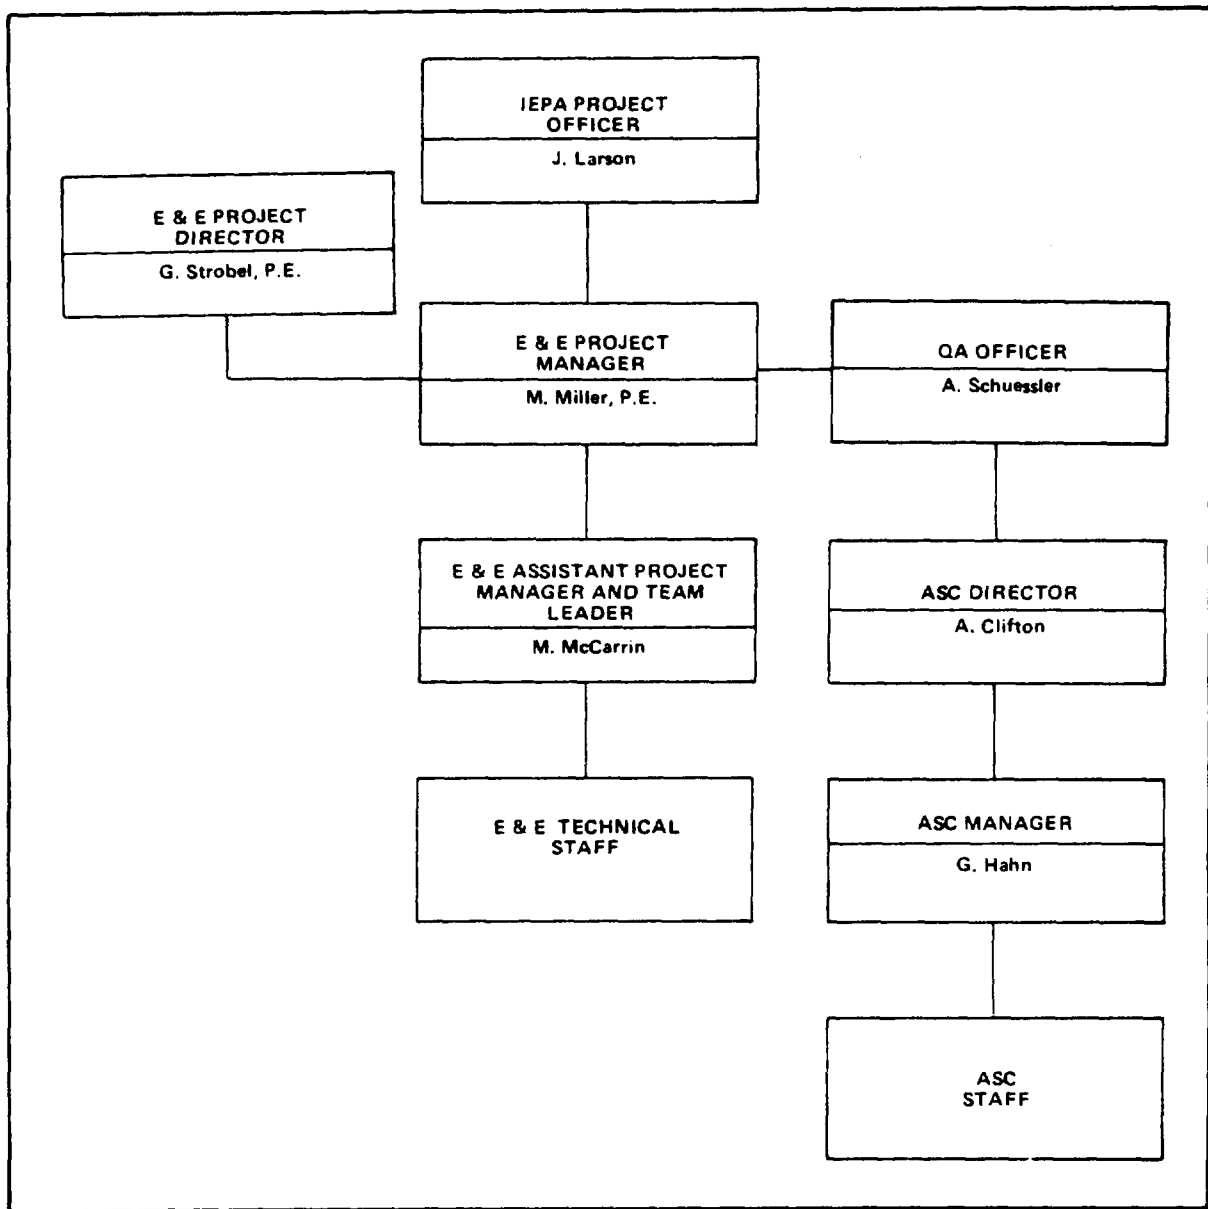 IEPA PROJECT
OFFICER
J. Larson
E & E PROJECT
DIRECTOR
G. Strobel, P.E.
E & E PROJECT
MANAGER
M. Miller, P.E.
QA OFFICER
A. Schuessler
E & E ASSISTANT PROJECT
MANAGER AND TEAM
LEADER
M. McCarrin
ASC DIRECTOR
A. Clifton
E & E TECHNICAL
STAFF
ASC MANAGER
G. Hahn
ASC
STAFF